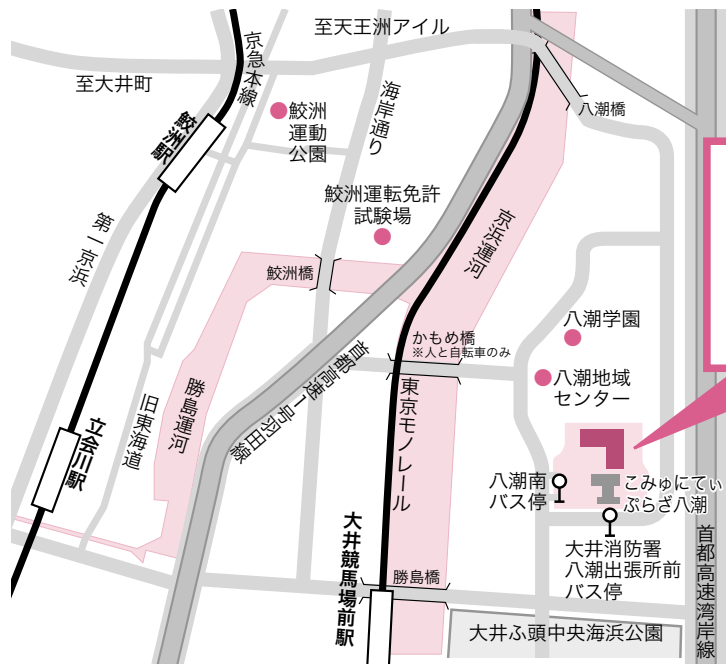 至天王洲アイル
至大井町
京急本線
海岸通り
八潮橋
鮫洲
運動
公園
鮫洲駅
鮫洲運転免許
試験場
第一京浜
京浜運河
鮫洲橋
八潮学園
かもめ橋
※人と自転車のみ
首都高速1号羽田線
八潮地域
センター
勝島運河
旧東海道
東京モノレール
立会川駅
八潮南
バス停
こみゅにてぃ
ぷらざ八潮
大井競馬場前駅
大井消防署
八潮出張所前
バス停
首都高速湾岸線
勝島橋
大井ふ頭中央海浜公園